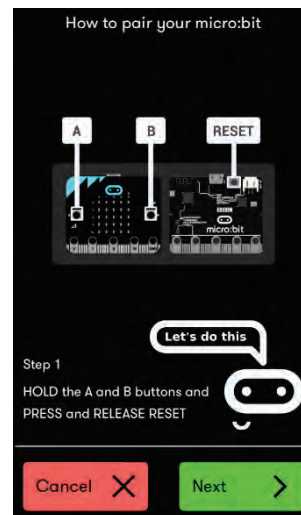 How to pair your micro:bit
A
B
RESET
BBC
micro:bit
Let's do this
Step 1
HOLD the A and B buttons and
PRESS and RELEASE RESET
Cancel
Next